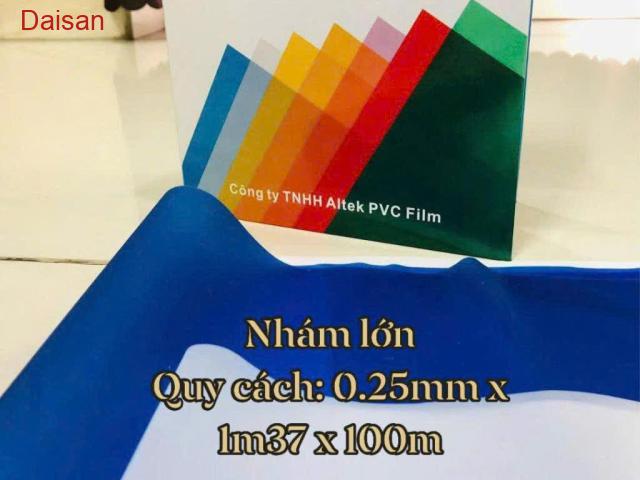 Daisan
Công ty TNHH Altek PVC Film
Nhám lớn
Quy cách: 0.25mm x
1m37 x 100m